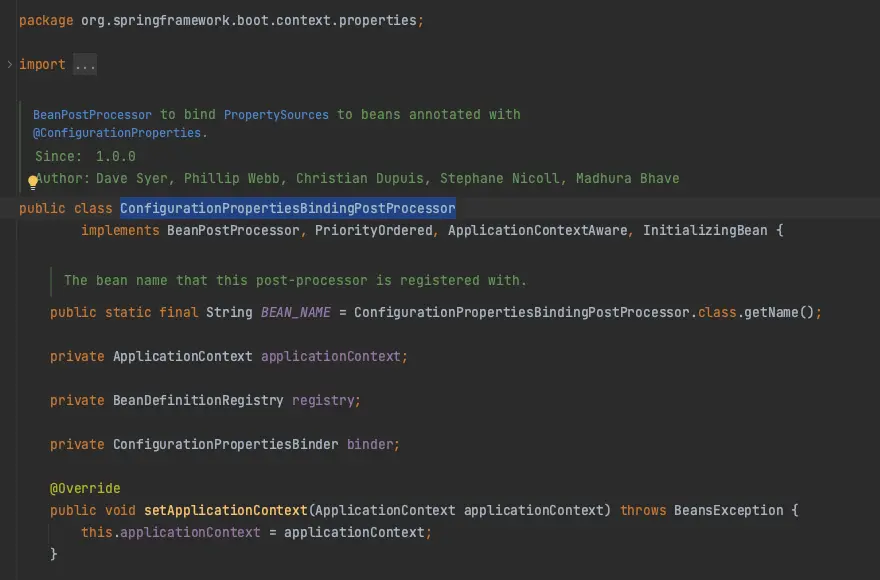 package org.springframework.boot.context.properties;
import ...
BeanPostProcessor to bind PropertySources to beans annotated with
@ConfigurationProperties.
Since: 1.0.0
Author: Dave Syer, Phillip Webb, Christian Dupuis, Stephane Nicoll, Madhura Bhave
public class ConfigurationPropertiesBindingPostProcessor
implements BeanPostProcessor, PriorityOrdered, ApplicationContextAware, InitializingBean {
The bean name that this post-processor is registered with.
public static final String BEAN_NAME = ConfigurationPropertiesBindingPostProcessor.class.getName();
private ApplicationContext applicationContext;
private BeanDefinitionRegistry registry;
private ConfigurationPropertiesBinder binder;
@Override
public void setApplicationContext(ApplicationContext applicationContext) throws BeansException {
this.applicationContext = applicationContext;
}